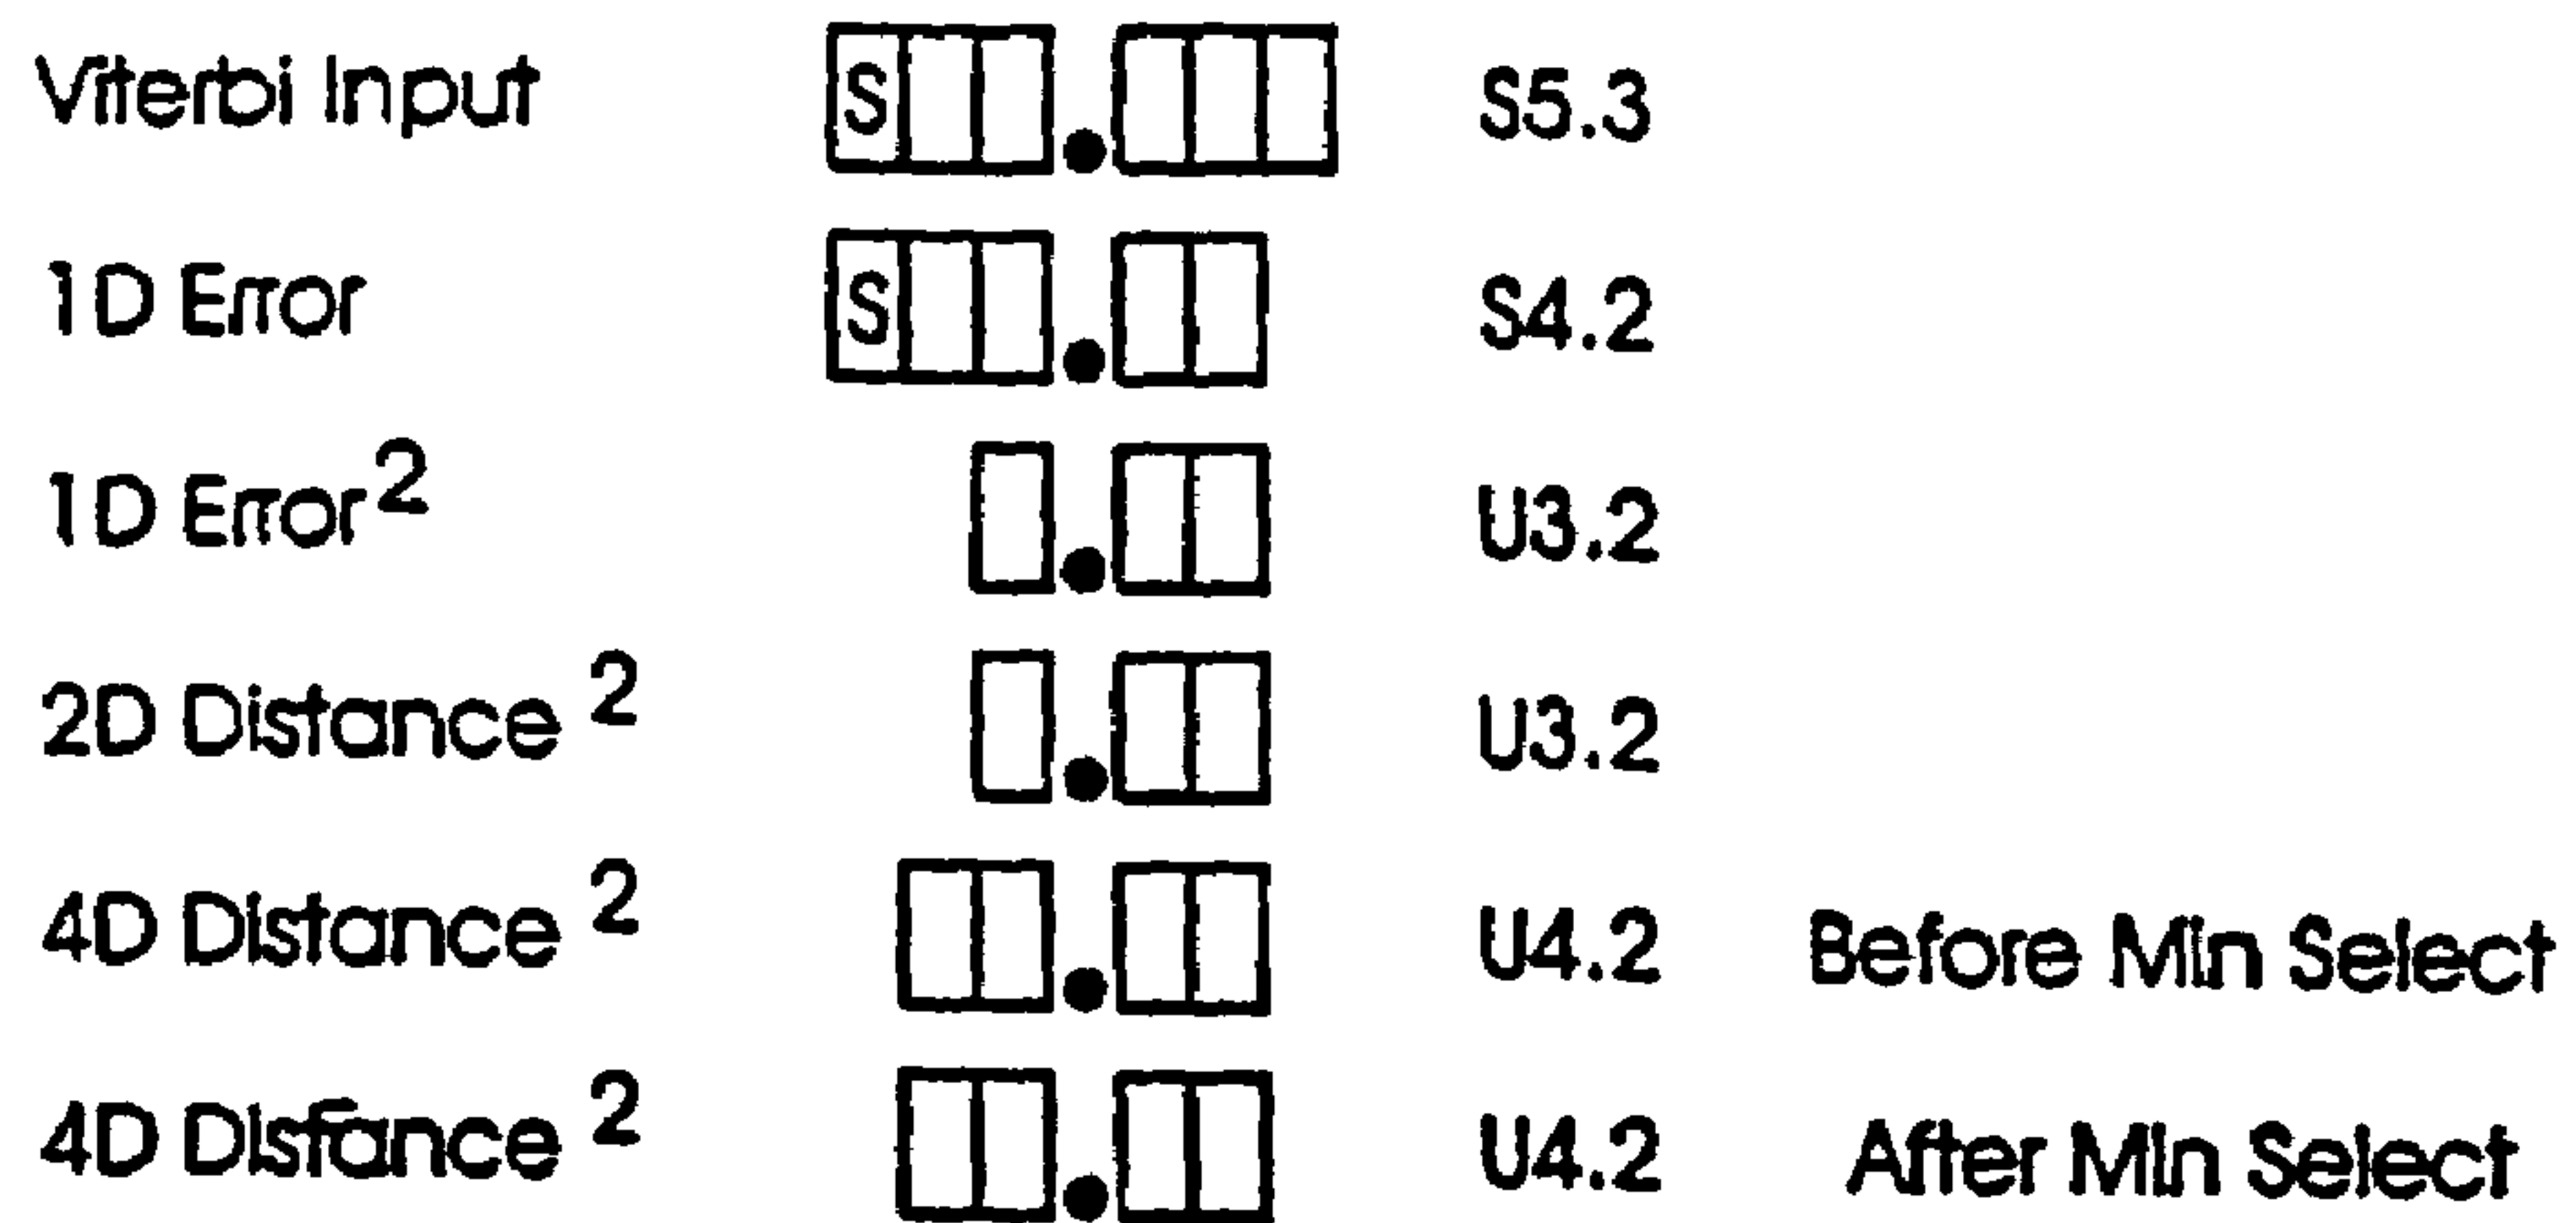 Viterbi Input S . S5.3
1D Error S . S4.2
1D Error² . U3.2
2D Distance ² . U3.2
4D Distance ² . U4.2 Before Min Select
4D Distance ² . U4.2 After Min Select